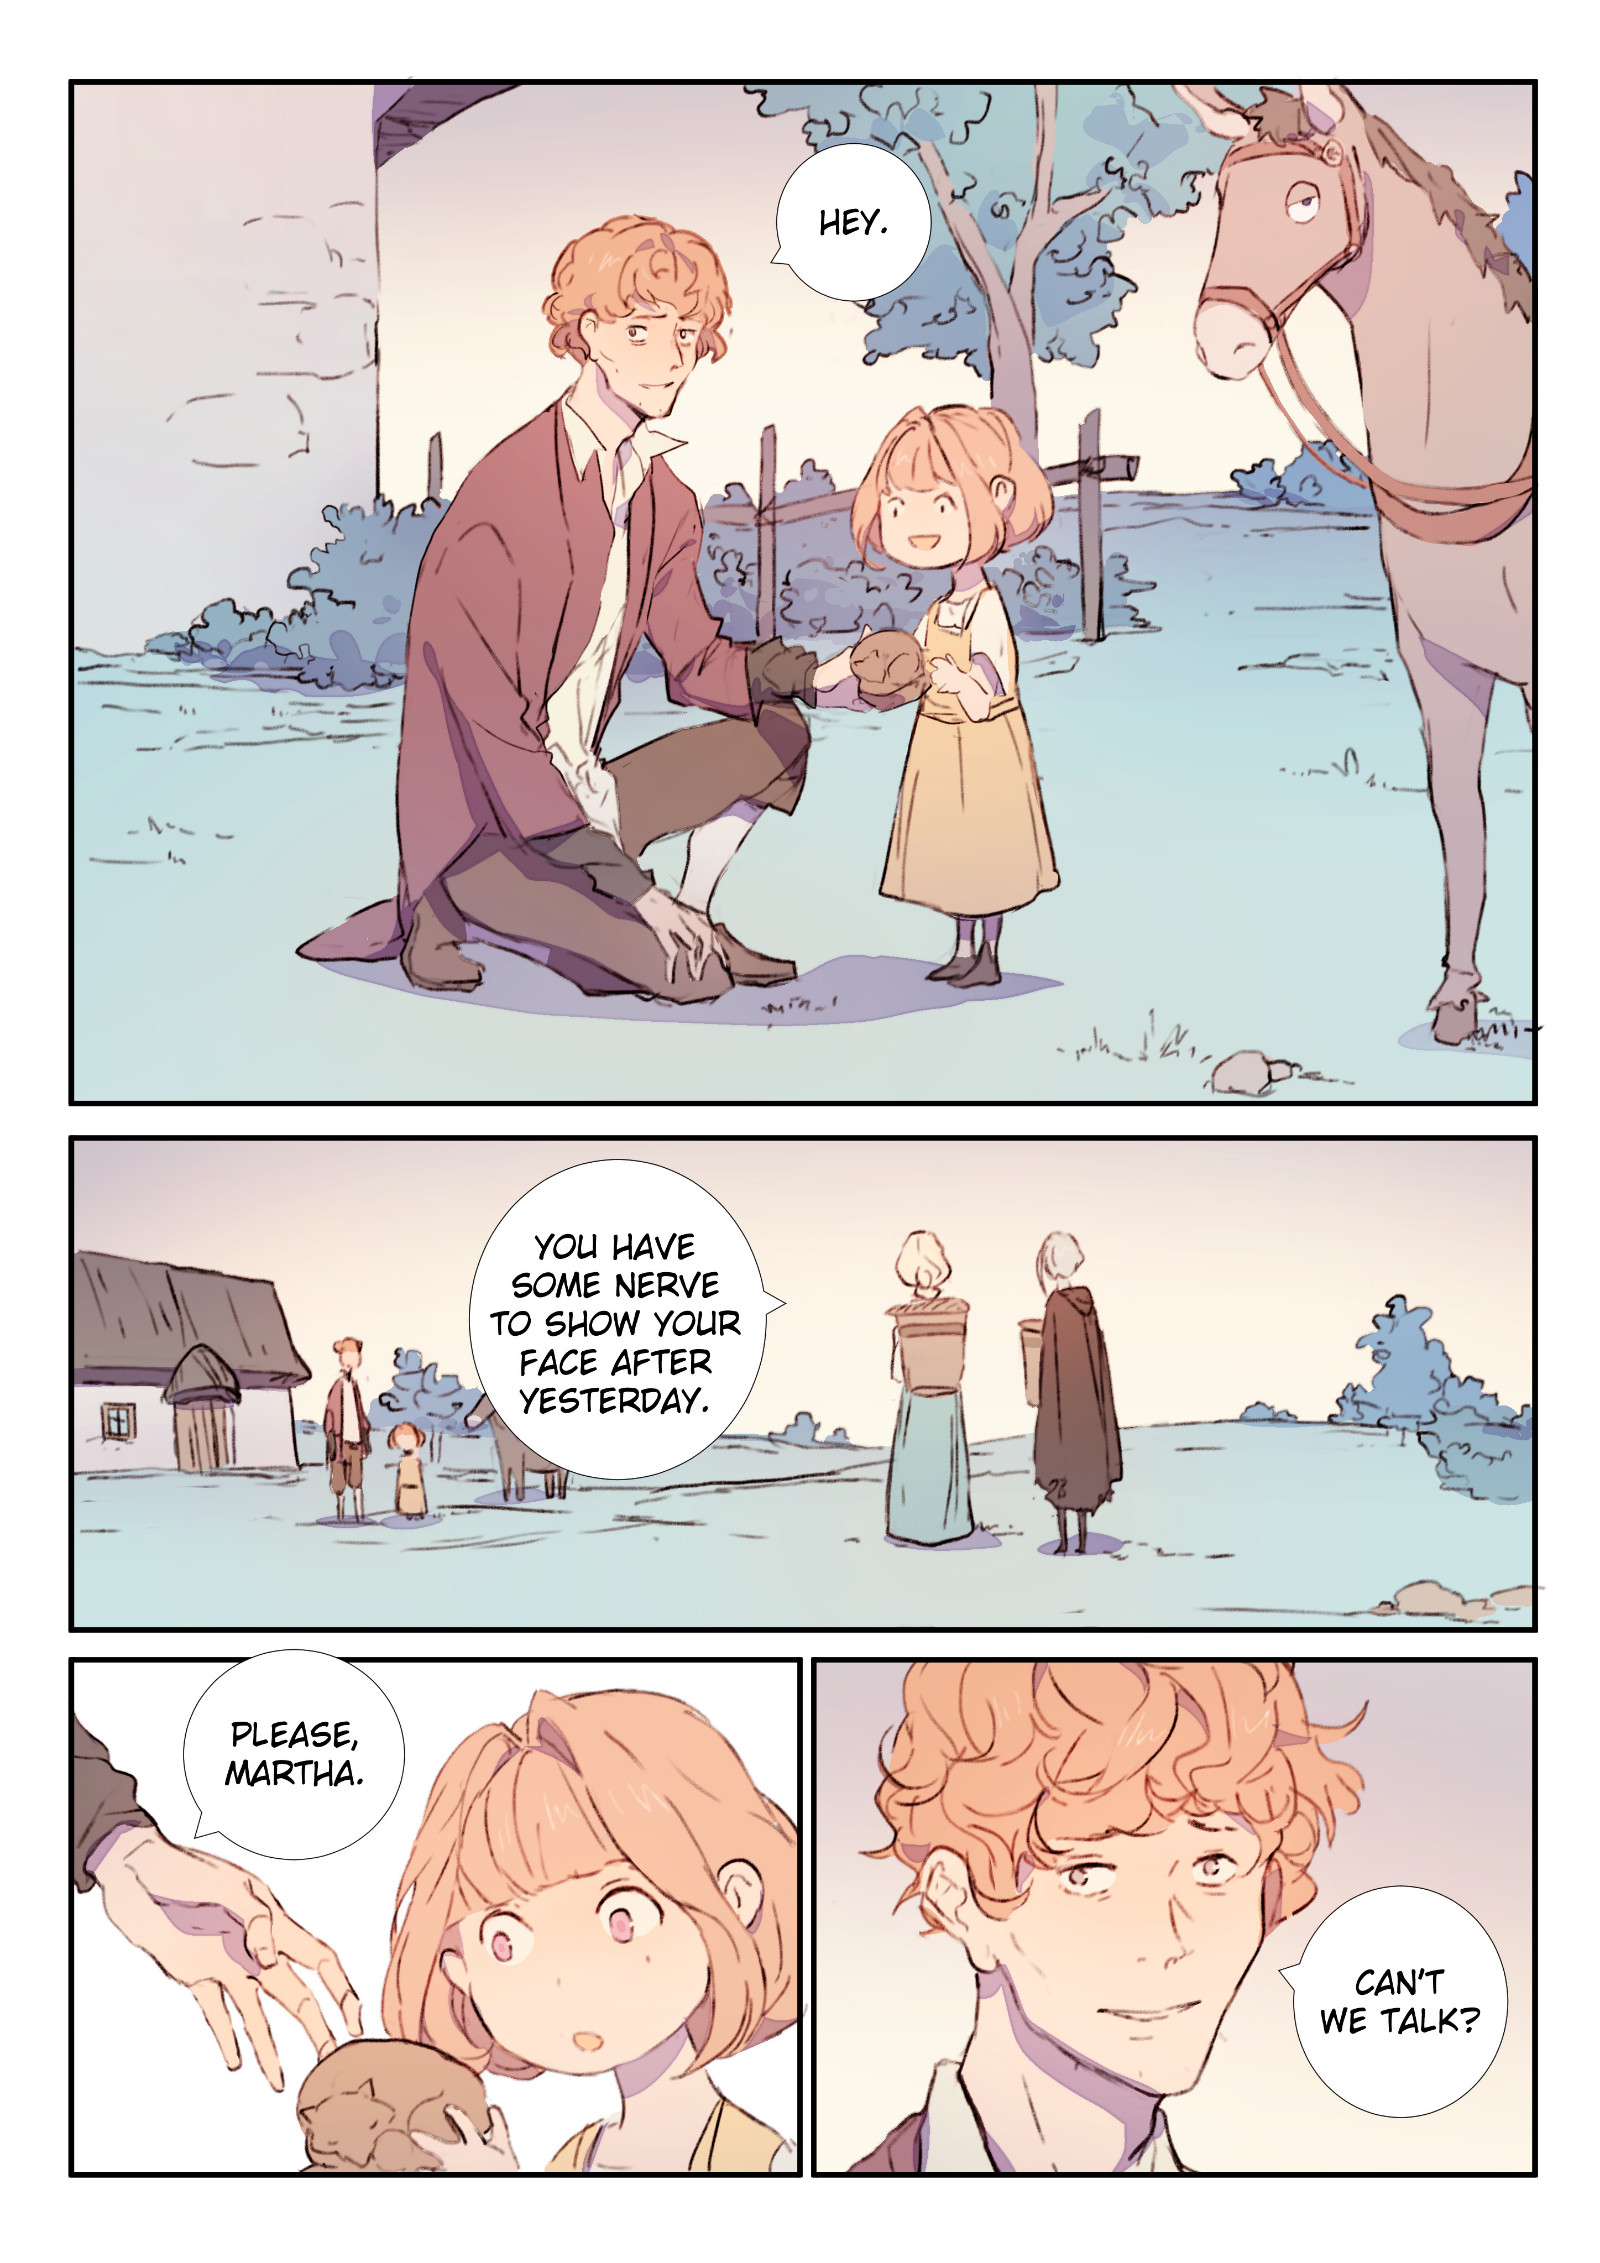 HEY.
YOU HAVE
SOME NERVE
TO SHOW YOUR
FACE AFTER
YESTERDAY.
PLEASE,
MARTHA.
CAN'T
WE TALK?